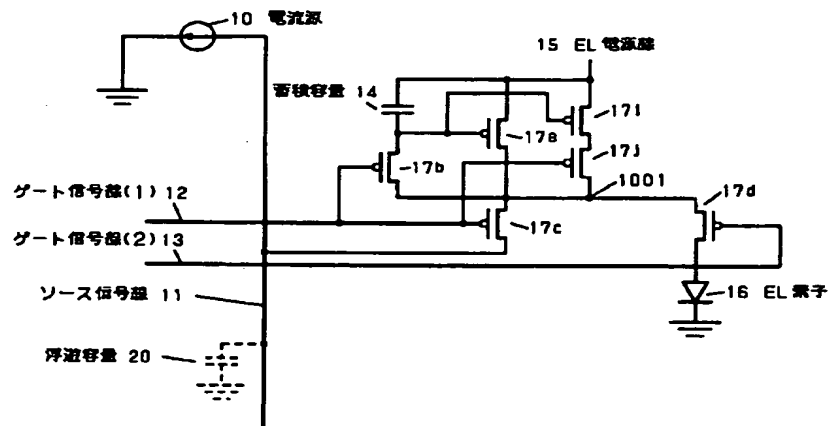 10 電流源
15 EL 電源線
蓄積容量 14
17i
17a
17j
17b
1001
17d
ゲート信号線(1) 12
17c
ゲート信号線(2) 13
ソース信号線 11
16 EL 素子
浮遊容量 20